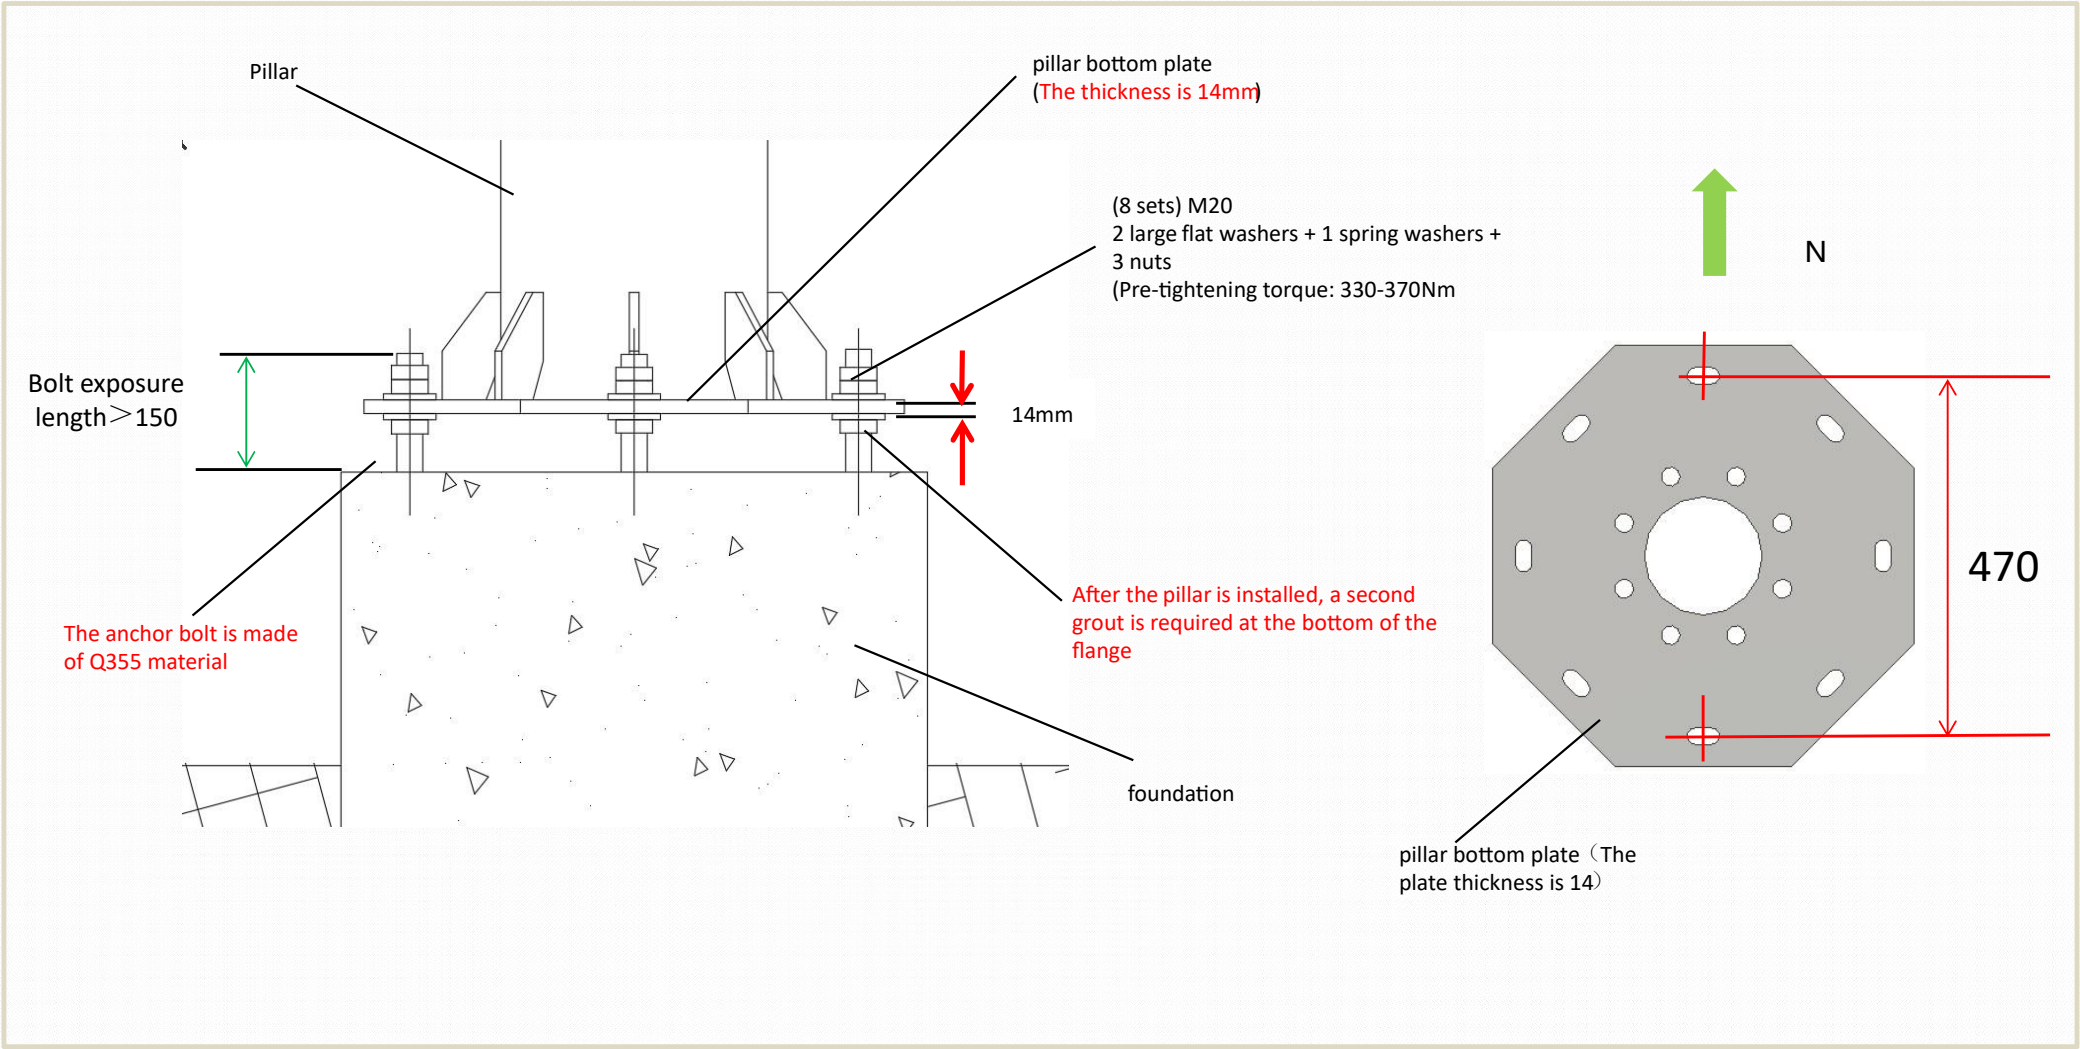 Pillar
pillar bottom plate
(The thickness is 14mm)
(8 sets) M20
2 large flat washers + 1 spring washers +
3 nuts
(Pre-tightening torque: 330-370Nm
N
Bolt exposure
length＞150
14mm
470
The anchor bolt is made
of Q355 material
After the pillar is installed, a second
grout is required at the bottom of the
flange
foundation
pillar bottom plate（The
plate thickness is 14）